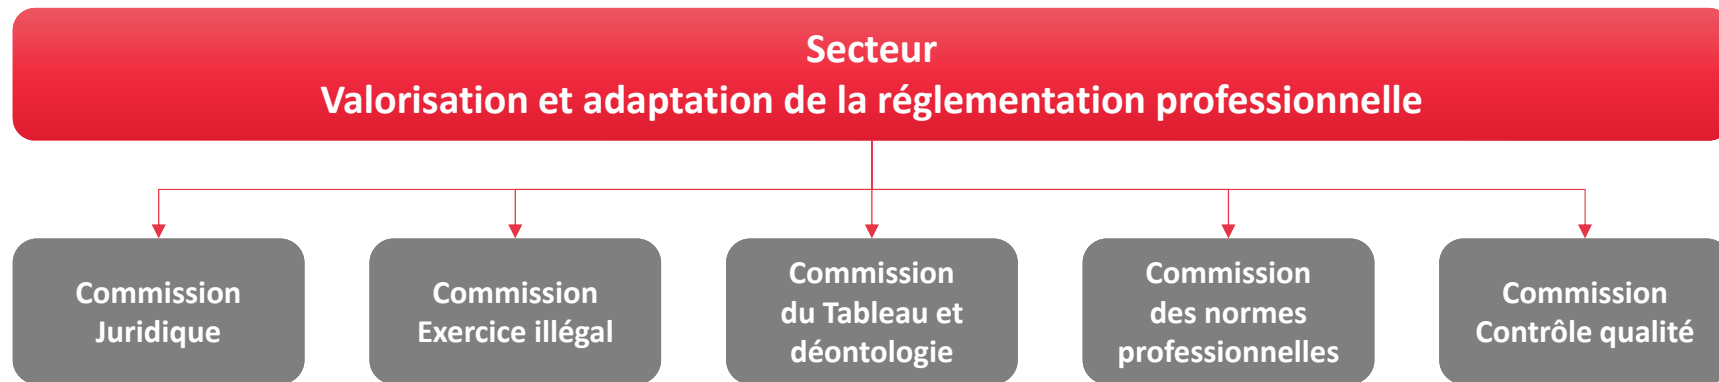 Secteur
Valorisation et adaptation de la réglementation professionnelle
Commission
Juridique
Commission
Exercice illégal
Commission
du Tableau et
déontologie
Commission
des normes
professionnelles
Commission
Contrôle qualité